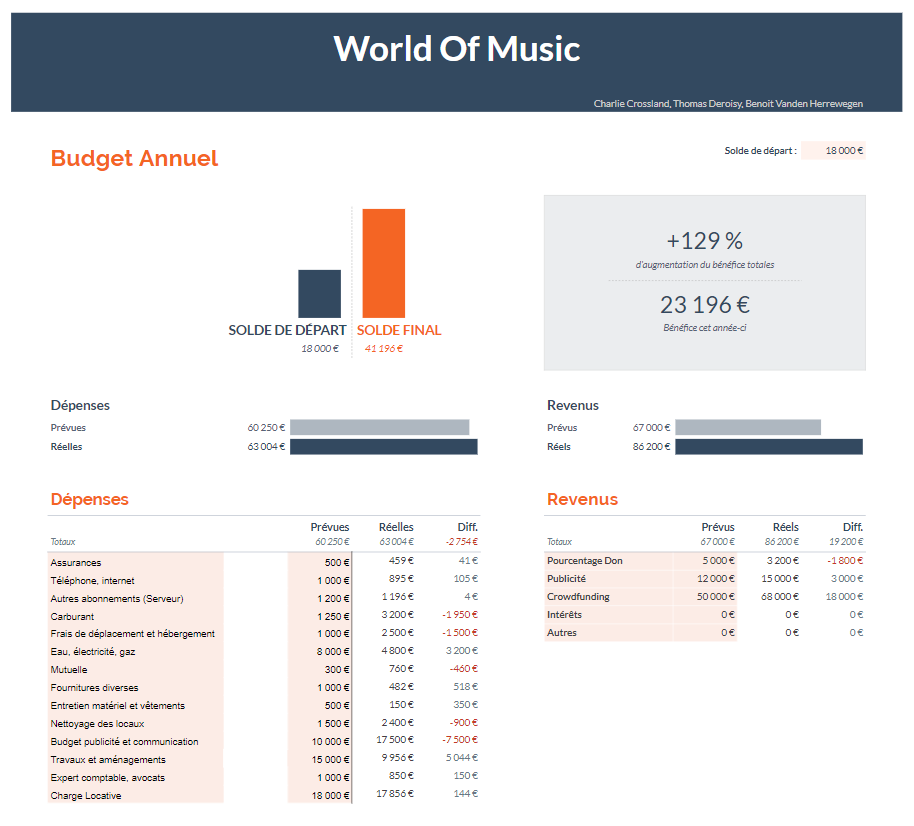 World Of Music
Charlie Crossland, Thomas Deroisy, Benoit Vanden Herrewegen
Budget Annuel
Solde de départ : 18 000 €
+129 %
d'augmentation du bénéfice totales
23 196 €
Bénéfice cet année-ci
SOLDE DE DÉPART SOLDE FINAL
18 000 € 41 196 €
Dépenses
Prévues 60 250 €
Réelles 63 004 €
Revenus
Prévus 67 000 €
Réels 86 200 €
Dépenses
Prévues Réelles Diff.
Totaux 60 250 € 63 004 € -2 754 €
Assurances 500 € 459 € 41 €
Téléphone, internet 1 000 € 895 € 105 €
Autres abonnements (Serveur) 1 200 € 1 196 € 4 €
Carburant 1 250 € 3 200 € -1 950 €
Frais de déplacement et hébergement 1 000 € 2 500 € -1 500 €
Eau, électricité, gaz 8 000 € 4 800 € 3 200 €
Mutuelle 300 € 760 € -460 €
Fournitures diverses 1 000 € 482 € 518 €
Entretien matériel et vêtements 500 € 150 € 350 €
Nettoyage des locaux 1 500 € 2 400 € -900 €
Budget publicité et communication 10 000 € 17 500 € -7 500 €
Travaux et aménagements 15 000 € 9 956 € 5 044 €
Expert comptable, avocats 1 000 € 850 € 150 €
Charge Locative 18 000 € 17 856 € 144 €
Revenus
Prévus Réels Diff.
Totaux 67 000 € 86 200 € 19 200 €
Pourcentage Don 5 000 € 3 200 € -1 800 €
Publicité 12 000 € 15 000 € 3 000 €
Crowdfunding 50 000 € 68 000 € 18 000 €
Intérêts 0 € 0 € 0 €
Autres 0 € 0 € 0 €